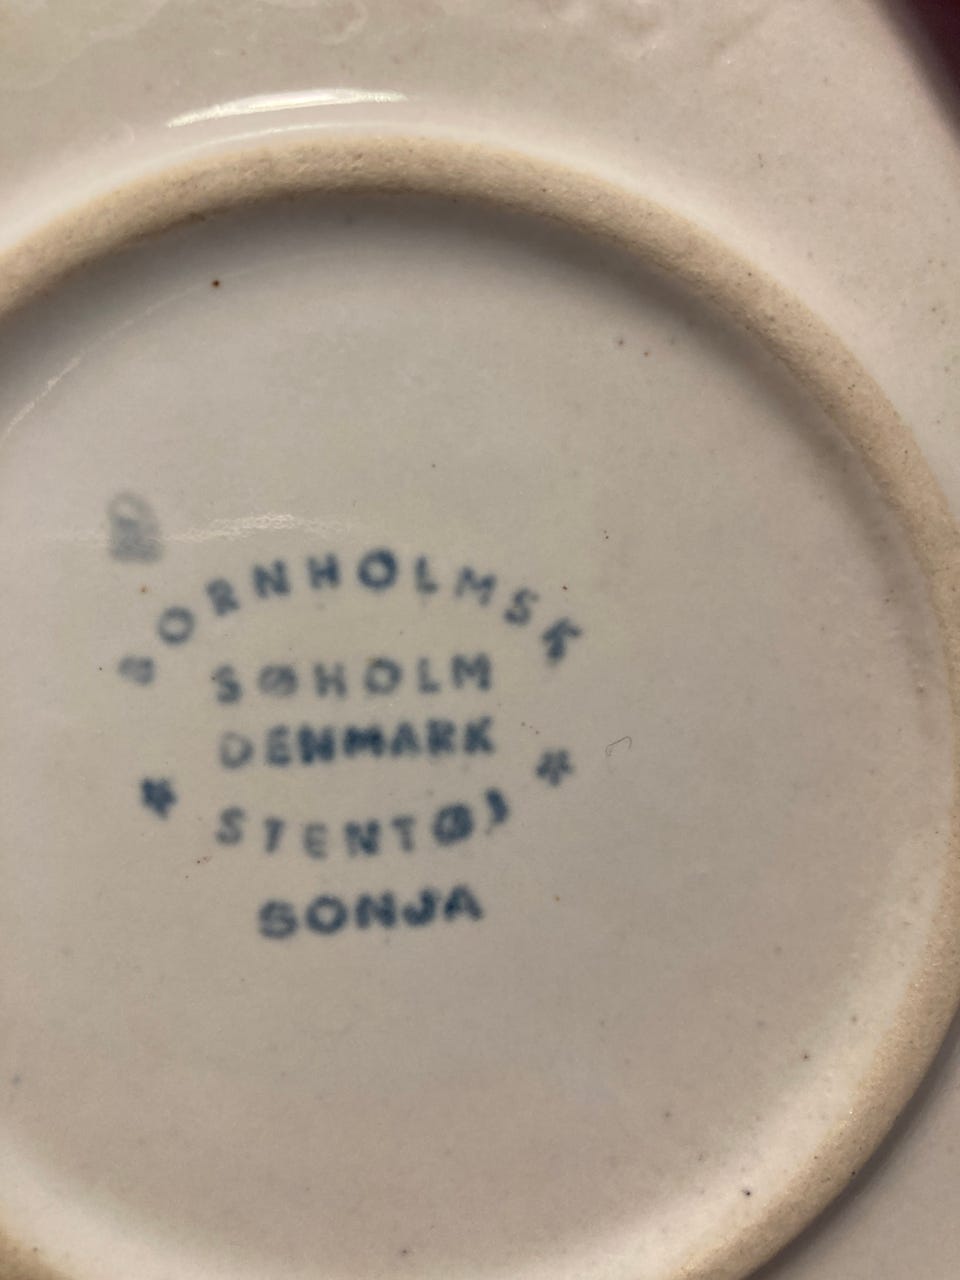 BORNHOLMSK
SØHOLM
DENMARK
* STENTØJ *
SONJA